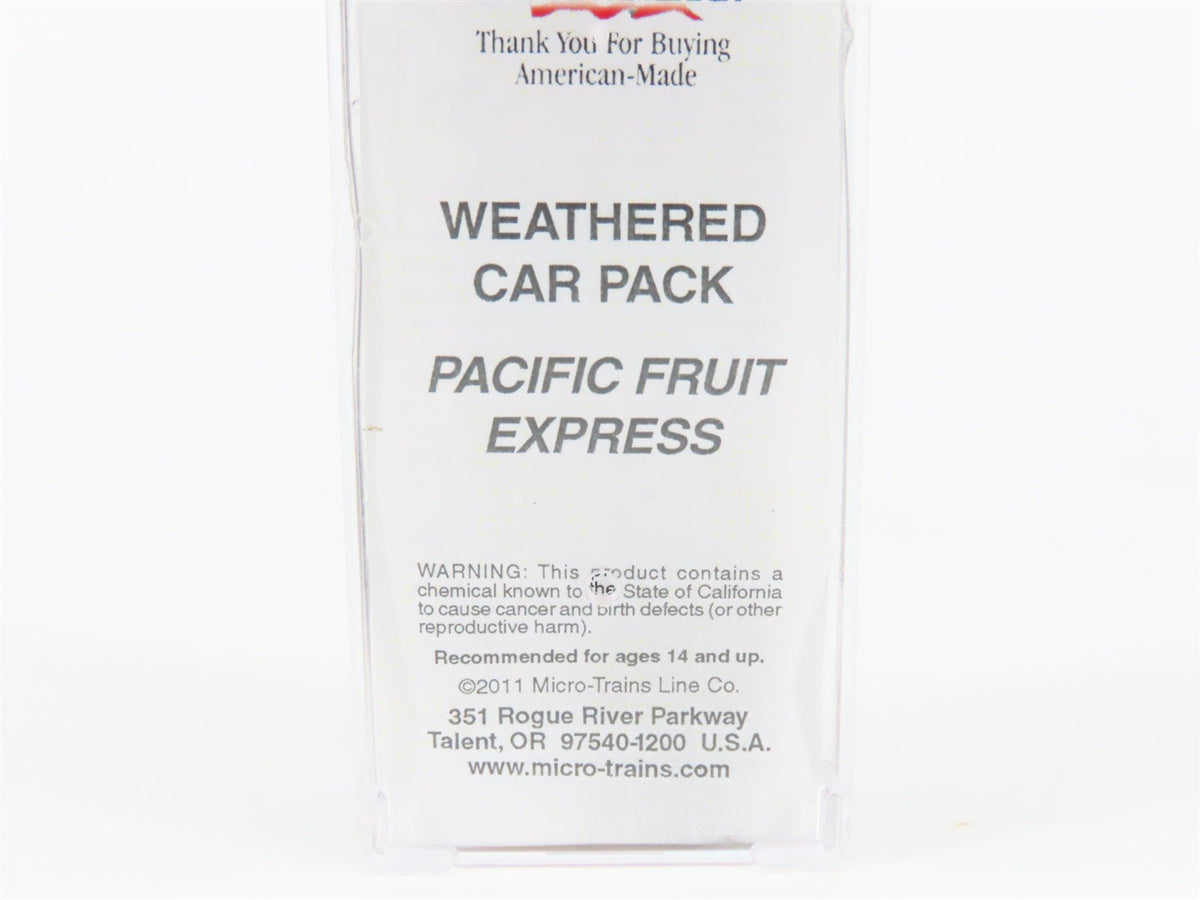 Thank You For Buying
American-Made
WEATHERED
CAR PACK
PACIFIC FRUIT
EXPRESS
WARNING: This product contains a
chemical known to the State of California
to cause cancer and birth defects (or other
reproductive harm).
Recommended for ages 14 and up.
©2011 Micro-Trains Line Co.
351 Rogue River Parkway
Talent, OR 97540-1200 U.S.A.
www.micro-trains.com